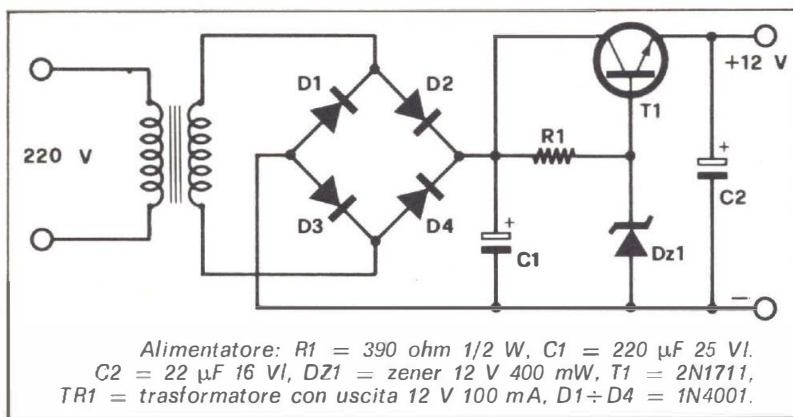 D1
D2
T1
+12 V
220 V
R1
+
C2
D3
D4
+
C1
Dz1
−
Alimentatore: R1 = 390 ohm 1/2 W, C1 = 220 µF 25 Vl.
C2 = 22 µF 16 Vl, DZ1 = zener 12 V 400 mW, T1 = 2N1711,
TR1 = trasformatore con uscita 12 V 100 mA, D1÷D4 = 1N4001.